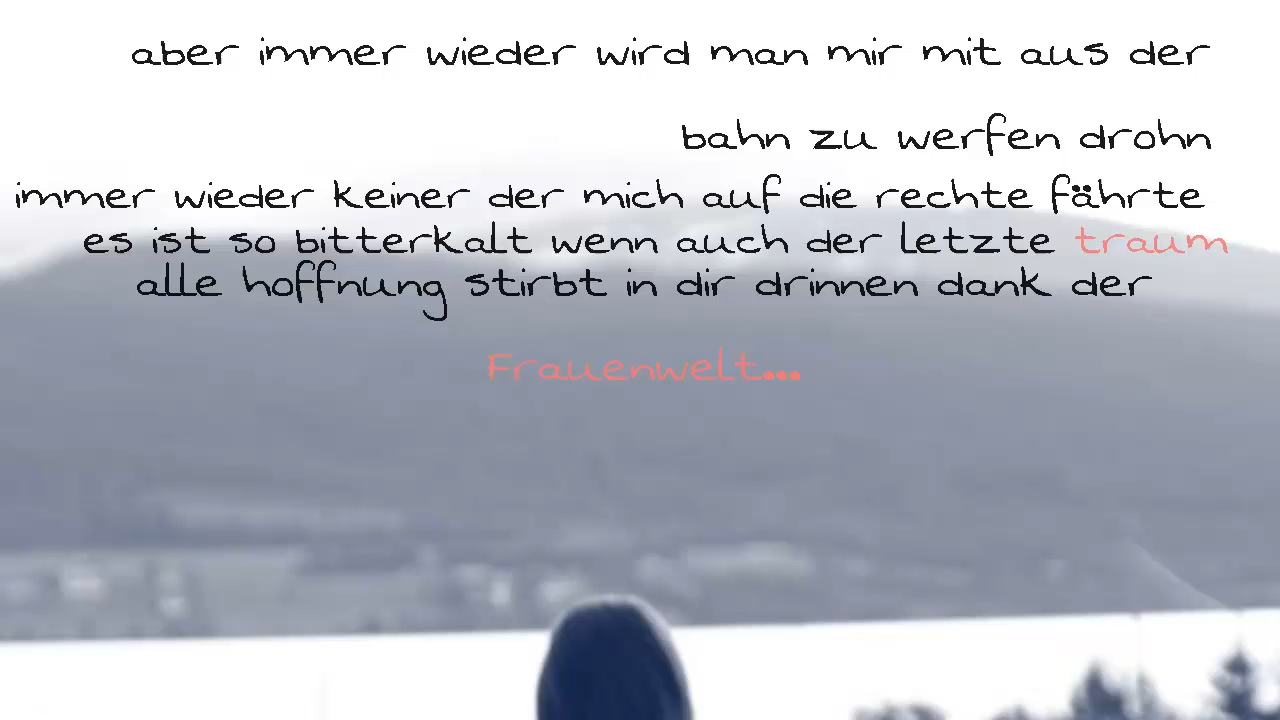 aber immer wieder wird man mir mit aus der
bahn zu werfen drohn
immer wieder keiner der mich auf die rechte fährte
es ist so bitterkalt wenn auch der letzte traum
alle hoffnung stirbt in dir drinnen dank der
Frauenwelt...